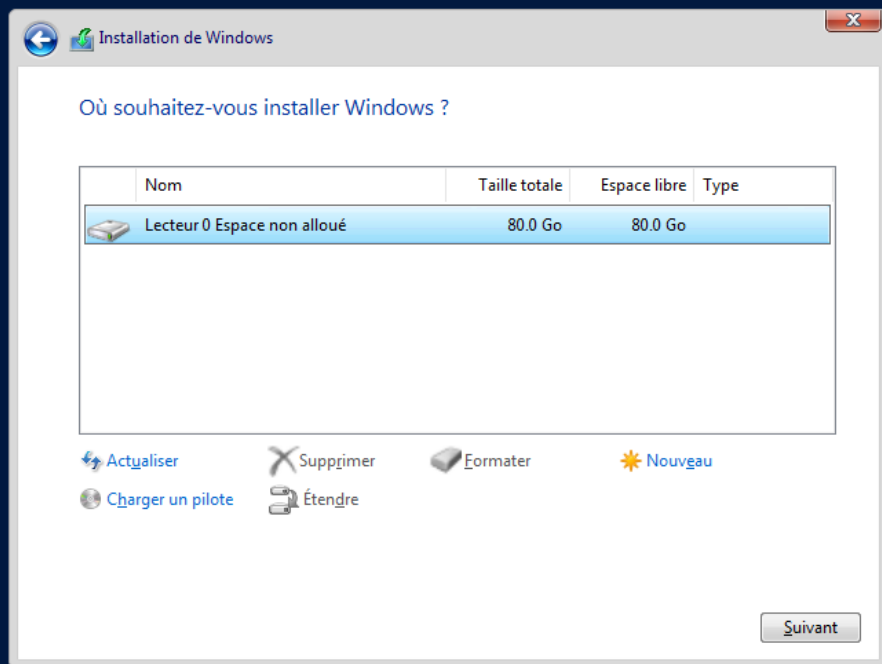 Installation de Windows
Où souhaitez-vous installer Windows ?
Nom Taille totale Espace libre Type
Lecteur 0 Espace non alloué 80.0 Go 80.0 Go
Actualiser Supprimer Formater Nouveau
Charger un pilote Étendre
Suivant